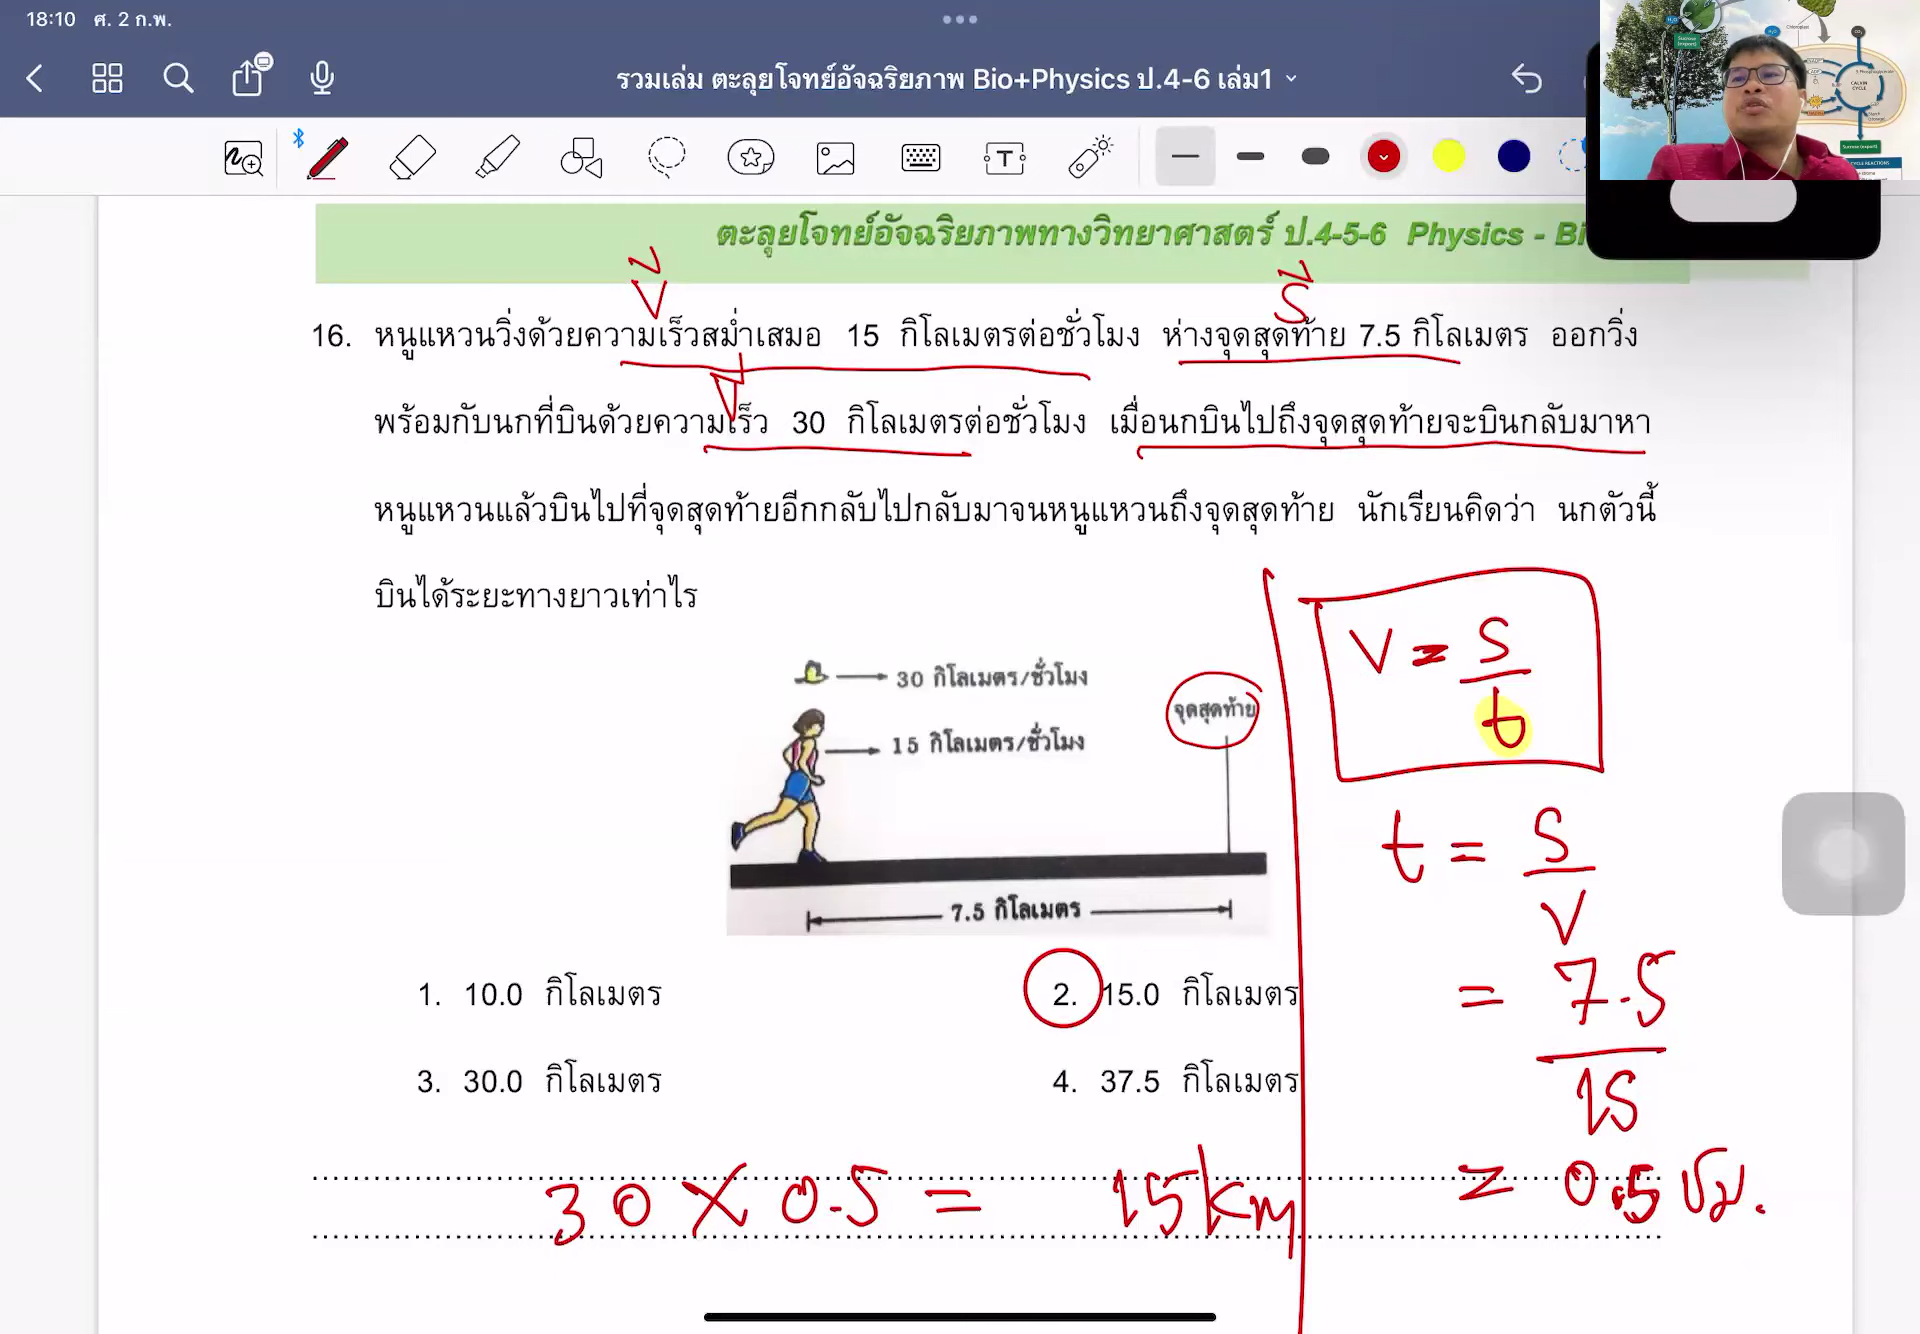 18:10 ศ. 2 ก.พ.
รวมเล่ม ตะลุยโจทย์อัจฉริยภาพ Bio+Physics ป.4-6 เล่ม1
ตะลุยโจทย์อัจฉริยภาพทางวิทยาศาสตร์ ป.4-5-6 Physics - Bi
V
S
16. หนูแหวนวิ่งด้วยความเร็วสม่ำเสมอ 15 กิโลเมตรต่อชั่วโมง ห่างจุดสุดท้าย 7.5 กิโลเมตร ออกวิ่ง
พร้อมกับนกที่บินด้วยความเร็ว 30 กิโลเมตรต่อชั่วโมง เมื่อนกบินไปถึงจุดสุดท้ายจะบินกลับมาหา
หนูแหวนแล้วบินไปที่จุดสุดท้ายอีกกลับไปกลับมาจนหนูแหวนถึงจุดสุดท้าย นักเรียนคิดว่า นกตัวนี้
บินได้ระยะทางยาวเท่าไร
30 กิโลเมตร/ชั่วโมง
จุดสุดท้าย
15 กิโลเมตร/ชั่วโมง
7.5 กิโลเมตร
V = S/t
t = S/V
= 7.5/15
= 0.5 ชม.
1. 10.0 กิโลเมตร
2. 15.0 กิโลเมตร
3. 30.0 กิโลเมตร
4. 37.5 กิโลเมตร
30 X 0.5 = 15 km